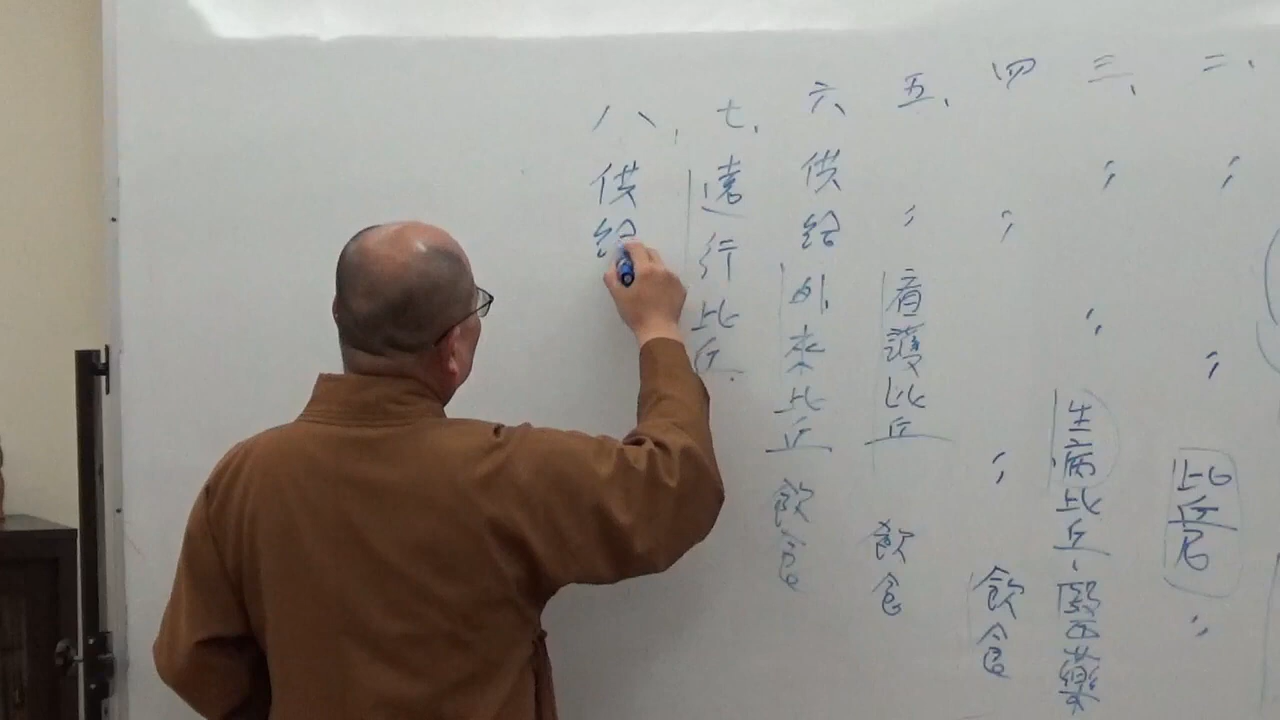 二、 〃 〃 比丘尼 〃
三、 〃 〃 生病比丘、醫藥
四 〃 〃 飲食
五、 〃 看護比丘 飲食
六、供給外來比丘飲食
七、遠行比丘
八、供給